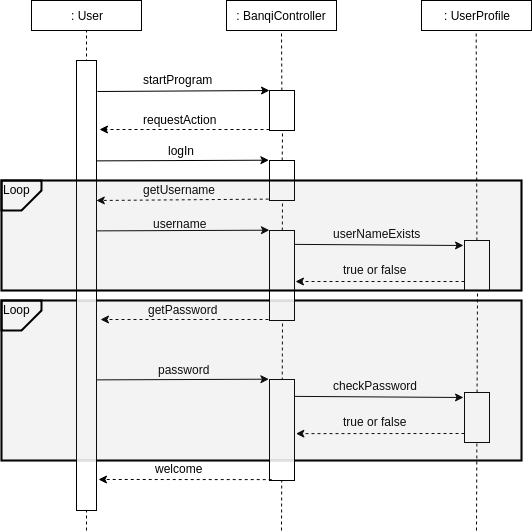 : User
: BanqiController
: UserProfile
startProgram
requestAction
logIn
Loop
getUsername
username
userNameExists
true or false
Loop
getPassword
password
checkPassword
true or false
welcome